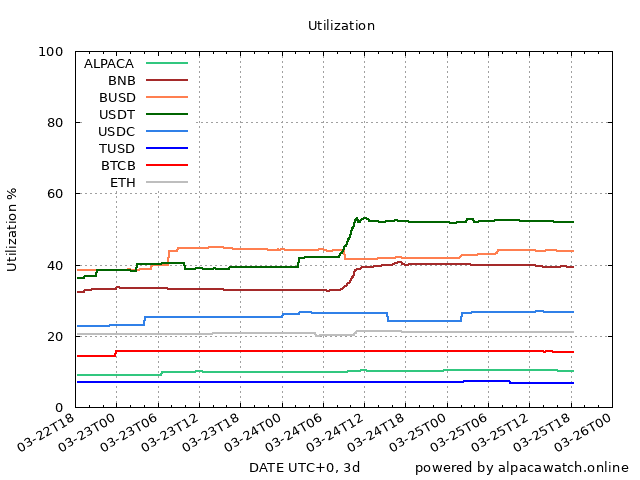 Utilization
100
80
60
40
20
0
Utilization %
ALPACA
BNB
BUSD
USDT
USDC
TUSD
BTCB
ETH
03-22T18
03-23T00
03-23T06
03-23T12
03-23T18
03-24T00
03-24T06
03-24T12
03-24T18
03-25T00
03-25T06
03-25T12
03-25T18
03-26T00
DATE UTC+0, 3d
powered by alpacawatch.online